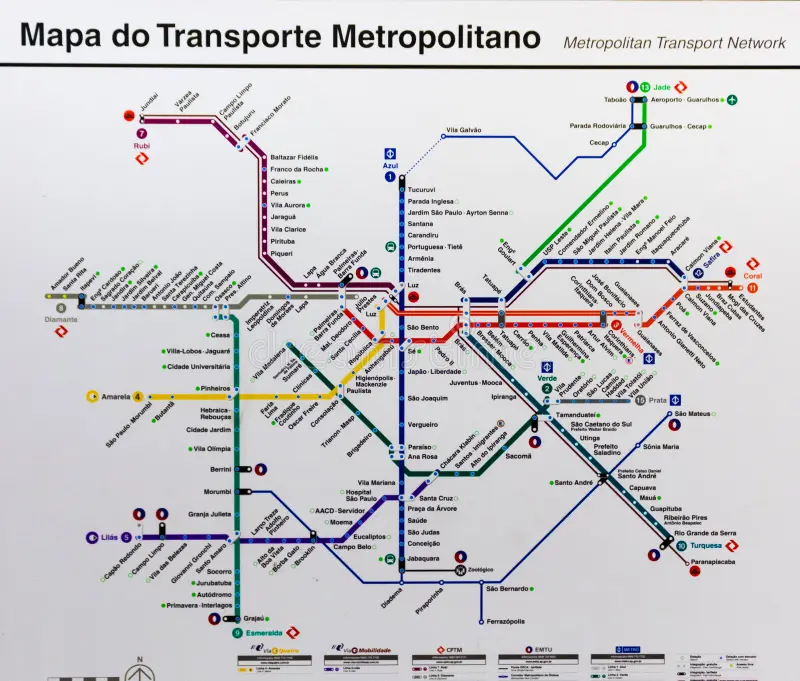 Mapa do Transporte Metropolitano
Metropolitan Transport Network
Jundiaí
Várzea
Paulista
Campo Limpo
Paulista
Botujuru
Francisco Morato
7
Rubi
Baltazar Fidélis
Franco da Rocha
Caieiras
Perus
Vila Aurora
Jaraguá
Vila Clarice
Pirituba
Piqueri
Lapa
Água Branca
Palmeiras-
Barra Funda
Vila Galvão
Azul
1
Tucuruvi
Parada Inglesa
Jardim São Paulo - Ayrton Senna
Santana
Carandiru
Portuguesa - Tietê
Armênia
Tiradentes
Luz
São Bento
Sé
Japão - Liberdade
São Joaquim
Vergueiro
Paraíso
Ana Rosa
Vila Mariana
Santa Cruz
Praça da Árvore
Saúde
São Judas
Conceição
Jabaquara
13 Jade
Taboão
Aeroporto - Guarulhos
Parada Rodoviária
Guarulhos - Cecap
Cecap
Engº
Goulart
USP Leste
Comendador Ermelino
São Miguel Paulista
Jardim Helena - Vila Mara
Itaim Paulista
Jardim Romano
Engº Manoel Feio
Itaquaquecetuba
Aracaré
Calmon Viana
12
Safira
Coral
11
Estudantes
Mogi das Cruzes
Jundiapeba
Suzano
Calmon Viana
Poá
Ferraz de Vasconcelos
Antonio Gianetti Neto
Guaianases
José Bonifácio
Dom Bosco
Vermelha
Brás
Tatuapé
Artur Alvim
Patriarca
Pedro II
Bresser - Mooca
Amador Bueno
Santa Rita
Itapevi
Engº Cardoso
Sagrado Coração
Jandira
Jardim Silveira
Jardim Belval
Barueri
Antonio João
Santa Terezinha
Carapicuíba
Gal. Miguel Costa
Quitaúna
Com. Sampaio
Osasco
Pres. Altino
Imperatriz
Leopoldina
Domingos
de Moraes
Lapa
Palmeiras
Barra Funda
Mal. Deodoro
Santa Cecília
República
Anhangabaú
Júlio
Prestes
Luz
8
Diamante
Ceasa
Villa-Lobos - Jaguaré
Cidade Universitária
Pinheiros
Hebraica-
Rebouças
Cidade Jardim
Vila Olímpia
Berrini
Morumbi
Granja Julieta
Santo Amaro
Socorro
Jurubatuba
Autódromo
Primavera - Interlagos
Grajaú
9 Esmeralda
Amarela 4
São Paulo - Morumbi
Butantã
Faria
Lima
Fradique
Coutinho
Oscar Freire
Higienópolis
Mackenzie
Paulista
Vila Madalena
Sumaré
Clínicas
Consolação
Trianon - Masp
Brigadeiro
Chácara Klabin
Santos - Imigrantes
Alto do Ipiranga
Sacomã
Tamanduateí
Verde
2
Vila
Prudente
Oratório
São Lucas
Camilo
Haddad
Vila Tolstói
Vila União
15 Prata
Lilás 5
Capão Redondo
Campo Limpo
Vila das Belezas
Giovanni Gronchi
Largo Treze
Adolfo
Pinheiro
Alto da
Boa Vista
Borba Gato
Brooklin
Campo Belo
Eucaliptos
Moema
AACD-Servidor
Hospital
São Paulo
Juventus - Mooca
Ipiranga
São Caetano do Sul
Prefeito Walter Braido
Utinga
Prefeito
Saladino
Prefeito Celso Daniel
Santo André
Capuava
Mauá
Guapituba
Ribeirão Pires
Antônio Bespalec
Rio Grande da Serra
10 Turquesa
Paranapiacaba
Santo André
São Mateus
Sônia Maria
Zoológico
Diadema
Piraporinha
São Bernardo
Ferrazópolis
N
ViaQuatro
ViaMobilidade
CPTM
EMTU
METRO